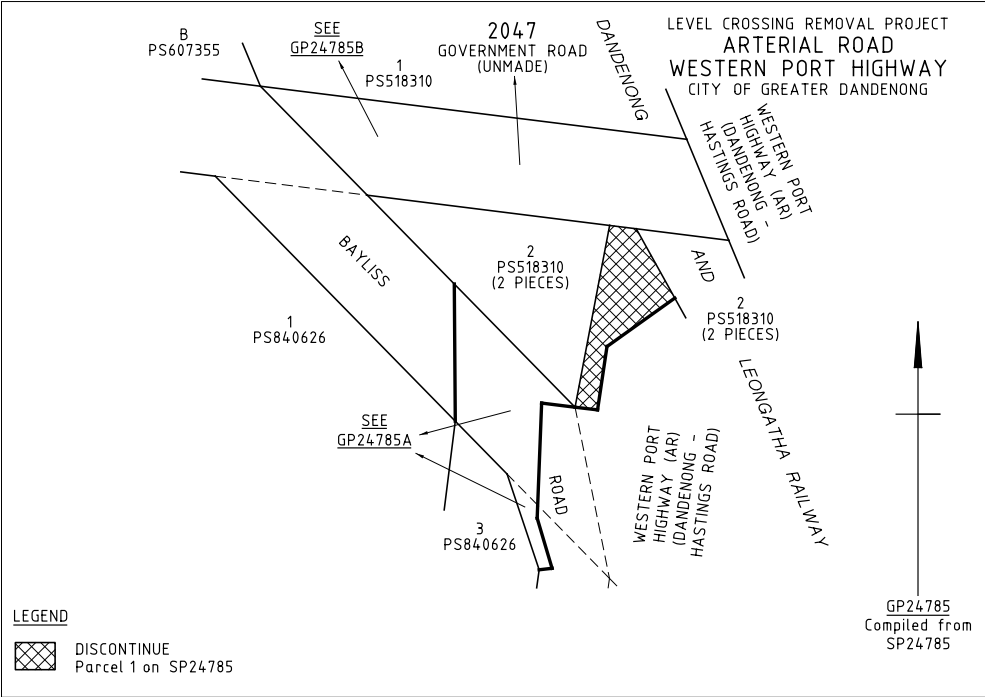 LEVEL CROSSING REMOVAL PROJECT
ARTERIAL ROAD
WESTERN PORT HIGHWAY
CITY OF GREATER DANDENONG
B
PS607355
SEE
GP24785B
1
PS518310
2047
GOVERNMENT ROAD
(UNMADE)
DANDENONG
WESTERN PORT
HIGHWAY (AR)
(DANDENONG -
HASTINGS ROAD)
BAYLISS
2
PS518310
(2 PIECES)
AND
2
PS518310
(2 PIECES)
1
PS840626
LEONGATHA RAILWAY
SEE
GP24785A
ROAD
WESTERN PORT
HIGHWAY (AR)
(DANDENONG -
HASTINGS ROAD)
3
PS840626
LEGEND
DISCONTINUE
Parcel 1 on SP24785
GP24785
Compiled from
SP24785